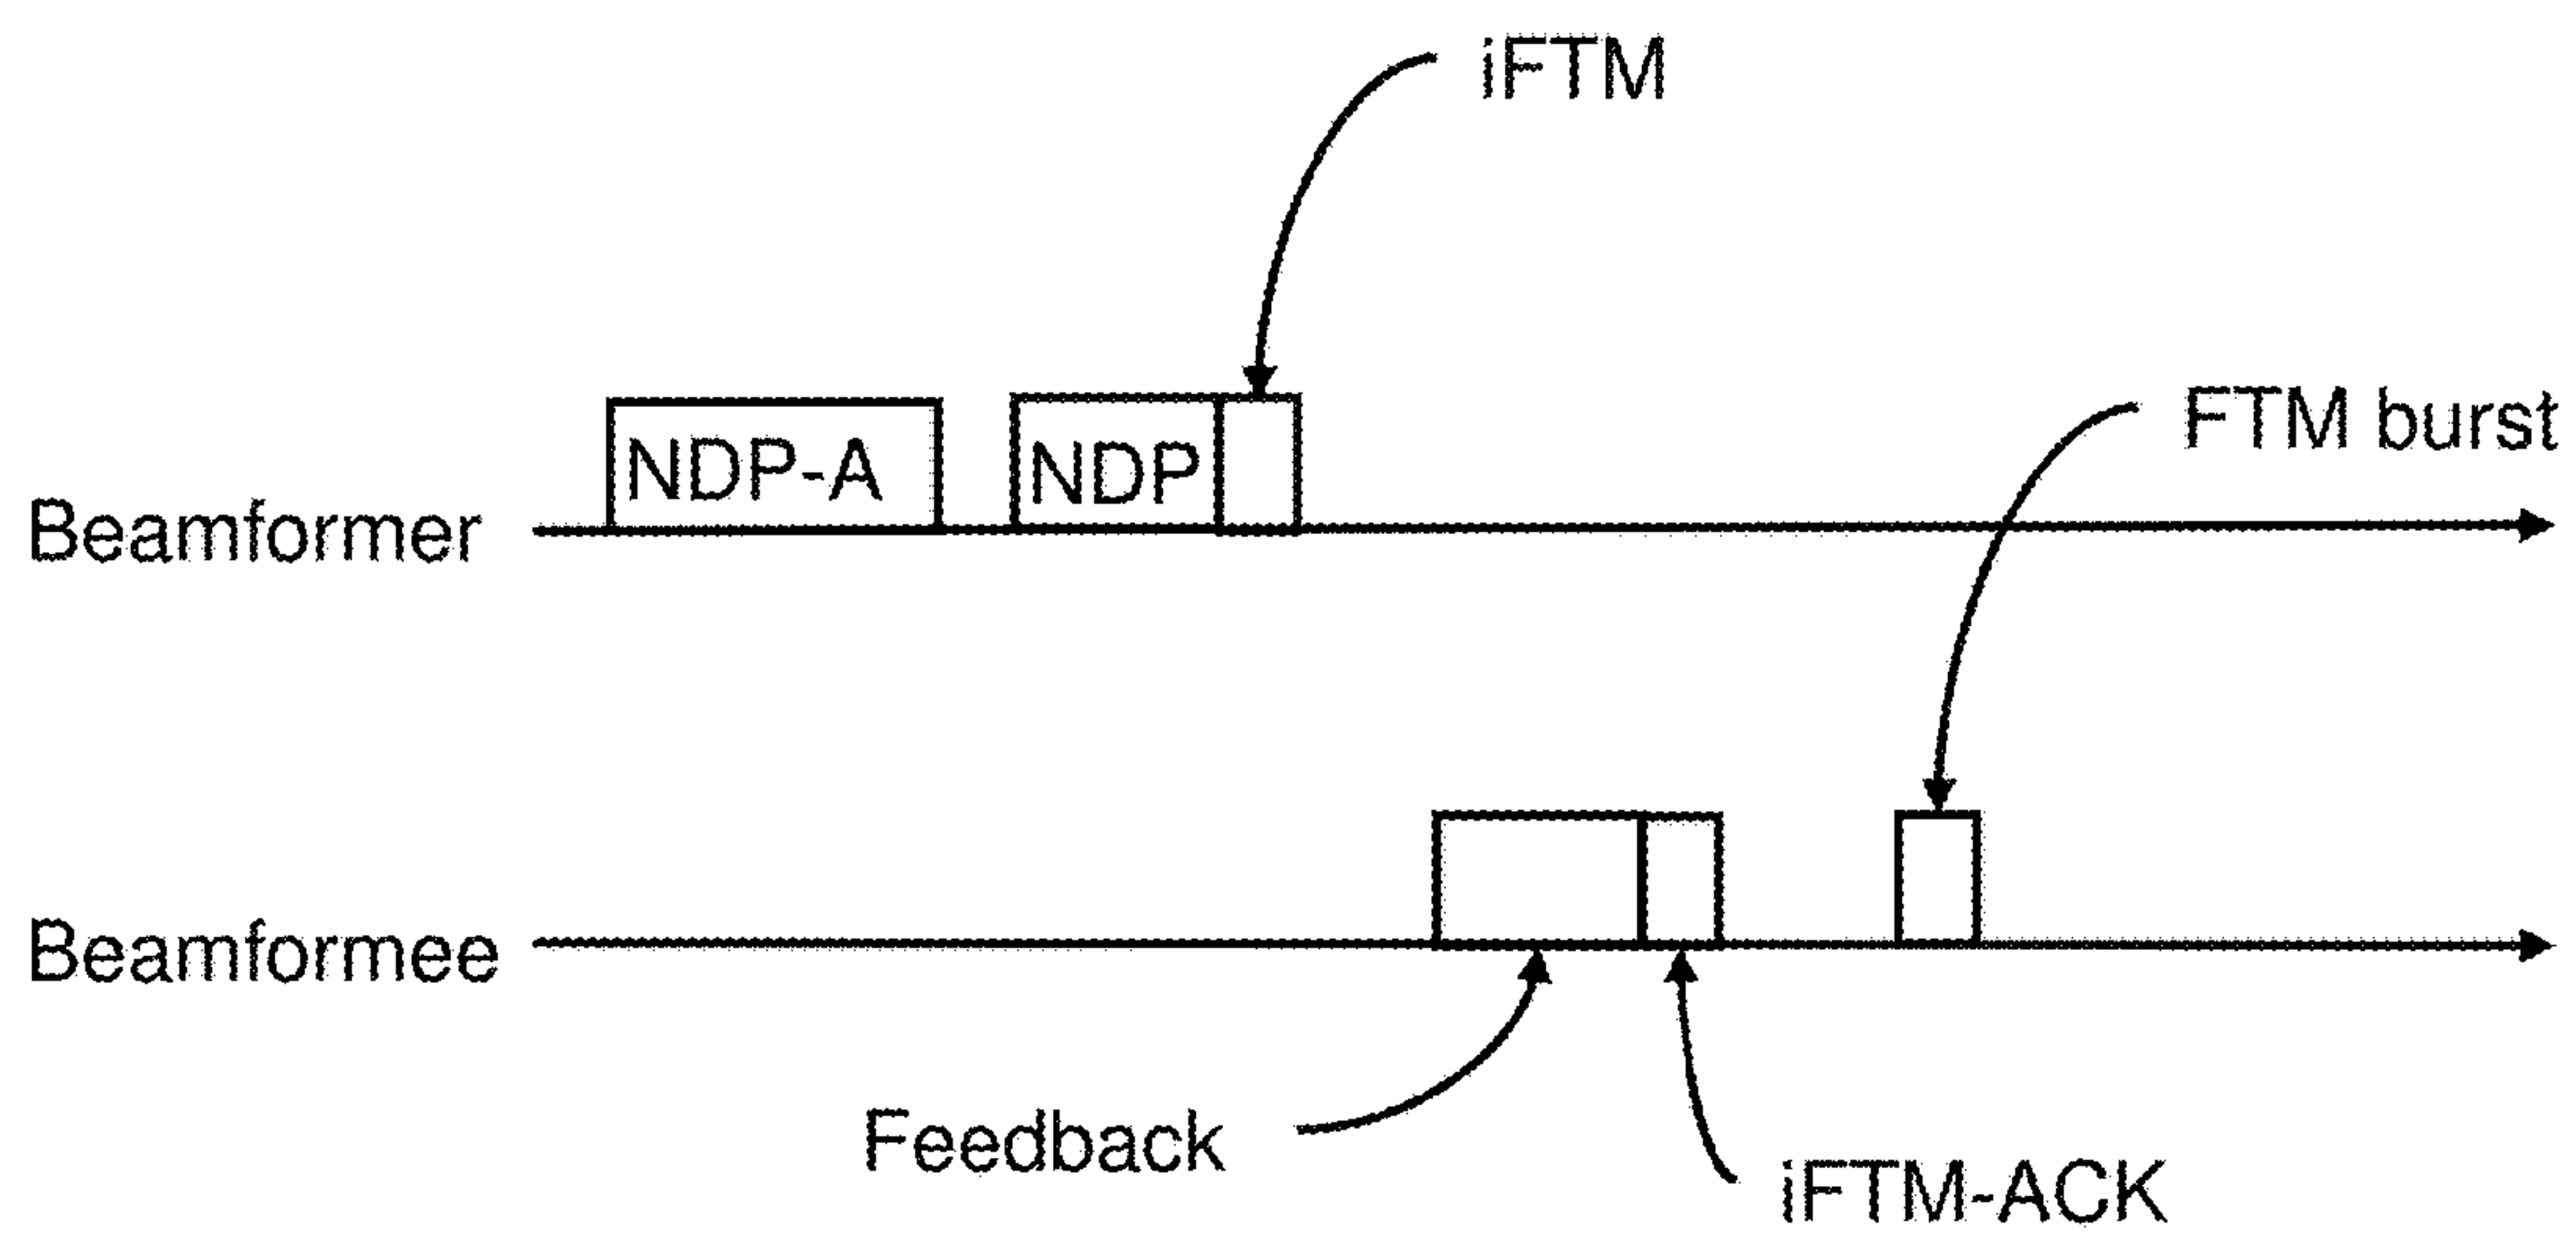 iFTM
FTM burst
NDP-A
NDP
Beamformer
Beamformee
Feedback
iFTM-ACK